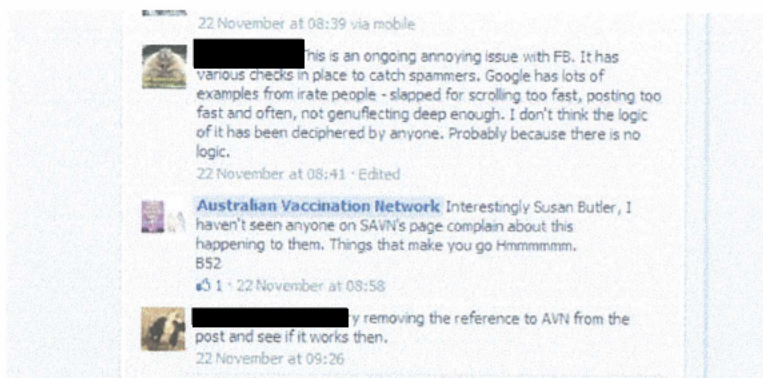 22 November at 08:39 via mobile
his is an ongoing annoying issue with FB. It has
various checks in place to catch spammers. Google has lots of
examples from irate people - slapped for scrolling too fast, posting too
fast and often, not genuflecting deep enough. I don't think the logic
of it has been deciphered by anyone. Probably because there is no
logic.
22 November at 08:41 · Edited
Australian Vaccination Network Interestingly Susan Butler, I
haven't seen anyone on SAVN's page complain about this
happening to them. Things that make you go Hmmmmmm.
B52
1 · 22 November at 08:58
y removing the reference to AVN from the
post and see if it works then.
22 November at 09:26